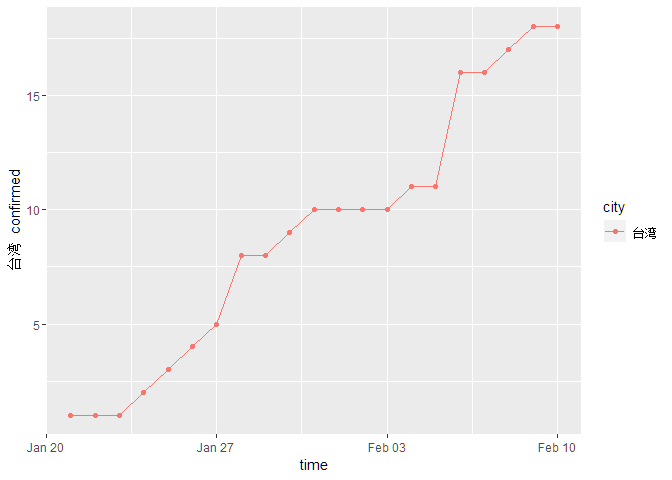 台湾 confirmed
15
10
5
Jan 20
Jan 27
Feb 03
Feb 10
time
city
台湾